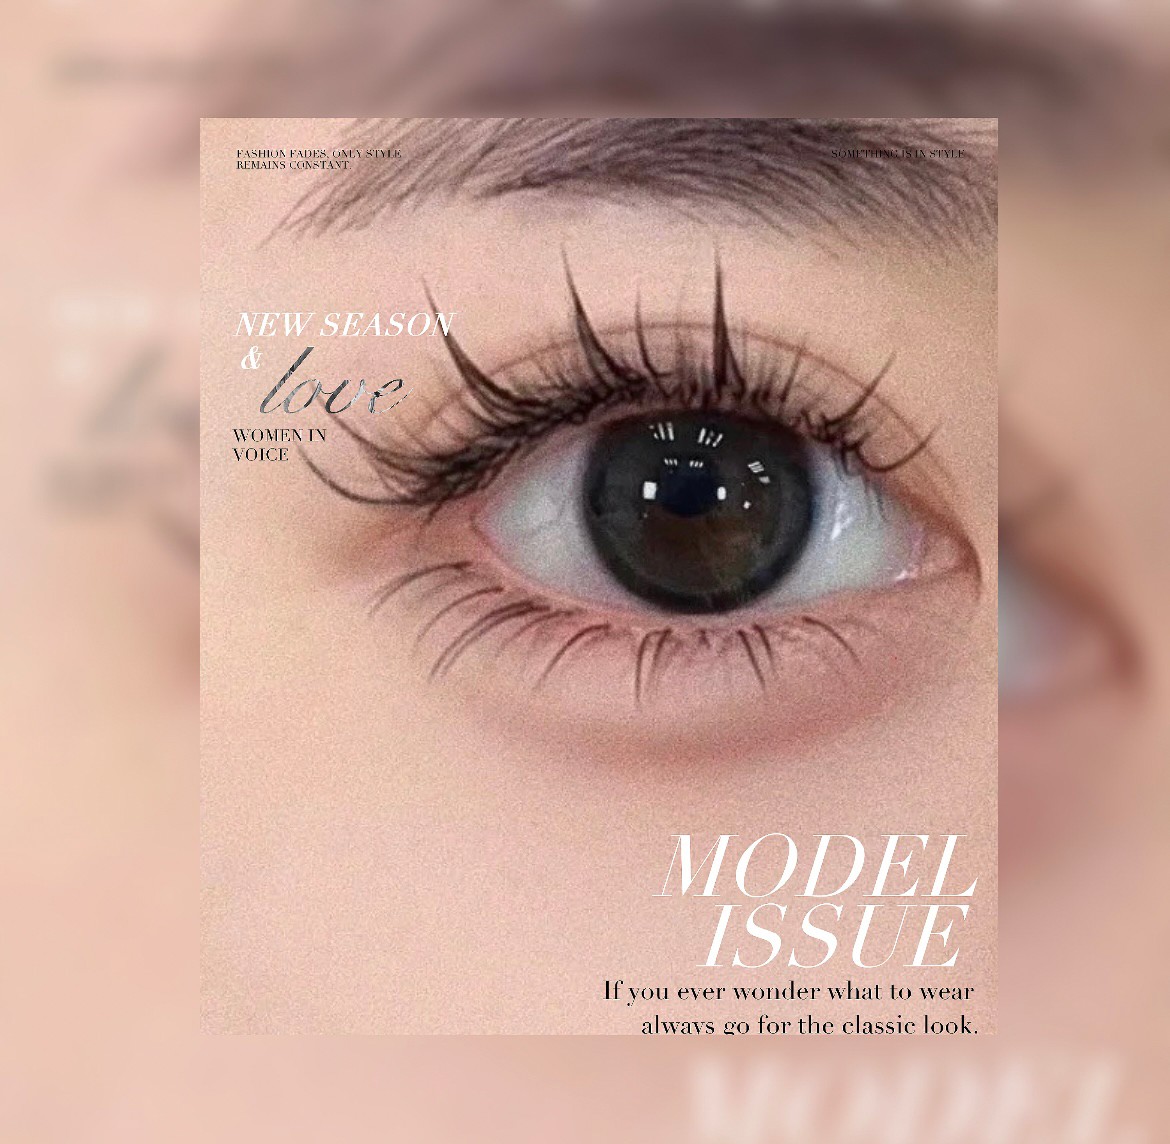 FASHION FADES, ONLY STYLE
REMAINS CONSTANT.
SOMETHING IS IN STYLE
NEW SEASON
&
love
WOMEN IN
VOICE
MODEL
ISSUE
If you ever wonder what to wear
always go for the classic look.
MODEL